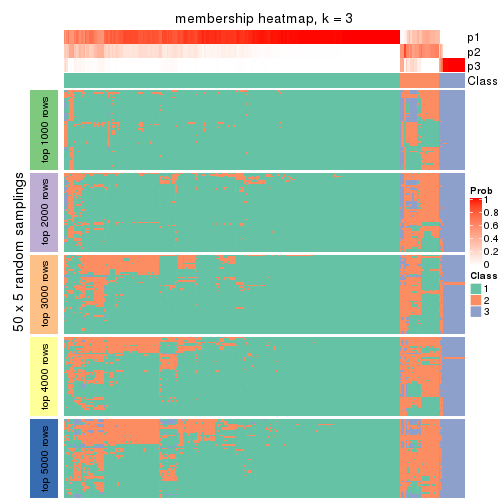 membership heatmap, k = 3
p1
p2
p3
Class
50 x 5 random samplings
top 1000 rows
top 2000 rows
top 3000 rows
top 4000 rows
top 5000 rows
Prob
1
0.8
0.6
0.4
0.2
0
Class
1
2
3